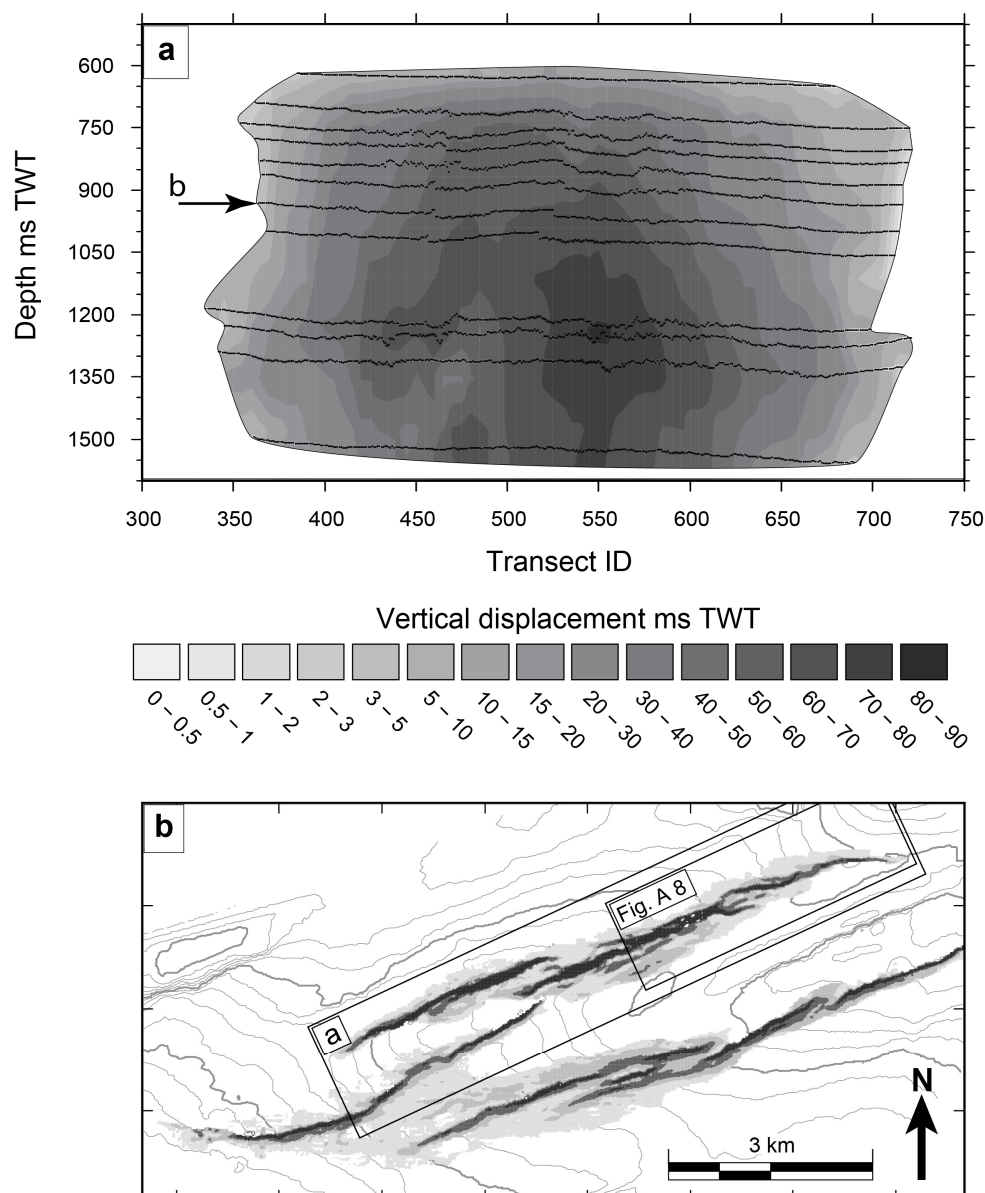 a
600
750
900
1050
1200
1350
1500
Depth ms TWT
b
300 350 400 450 500 550 600 650 700 750
Transect ID
Vertical displacement ms TWT
0 – 0.5
0.5 – 1
1 – 2
2 – 3
3 – 5
5 – 10
10 – 15
15 – 20
20 – 30
30 – 40
40 – 50
50 – 60
60 – 70
70 – 80
80 – 90
b
Fig. A 8
a
N
3 km